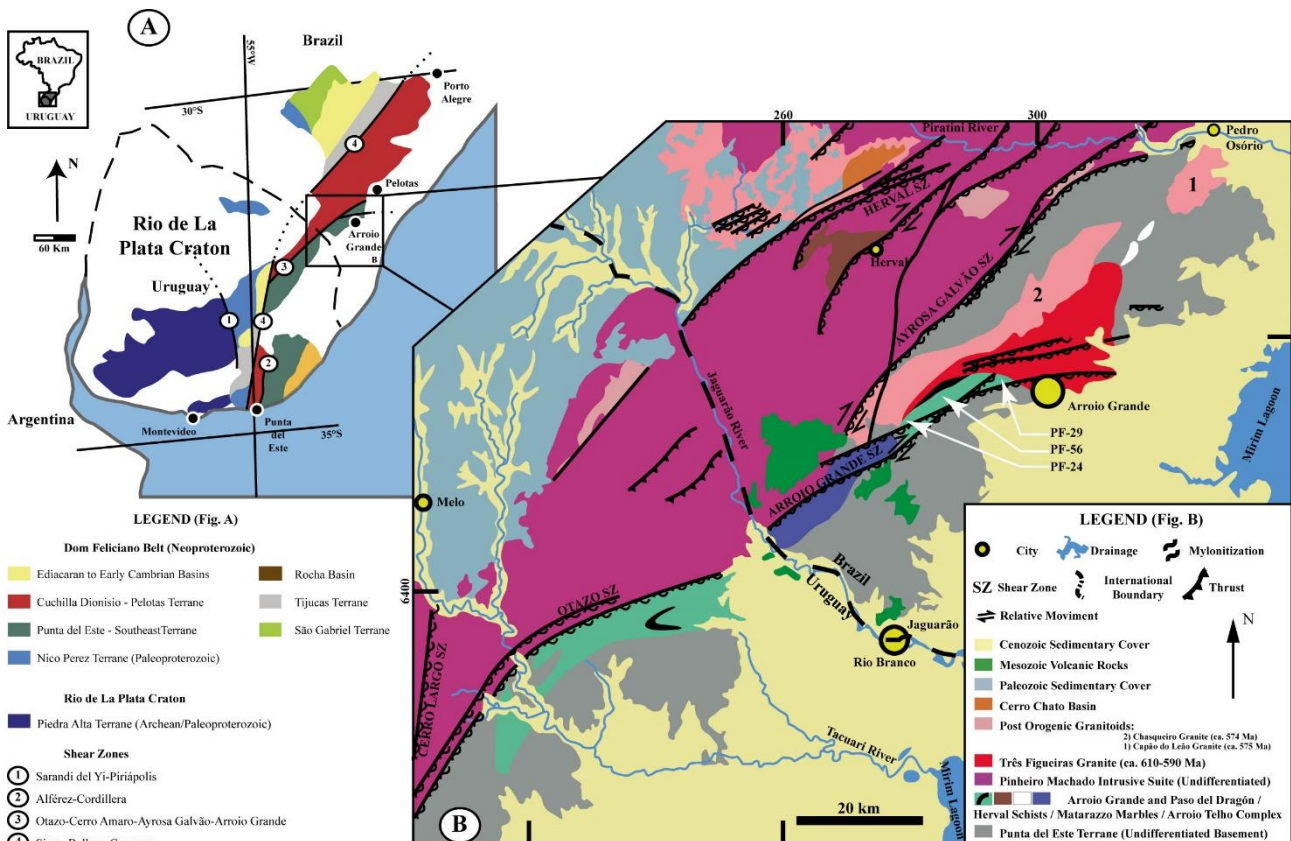 A
BRAZIL
URUGUAY
55°W
Brazil
30°S
Porto
Alegre
4
N
60 Km
Pelotas
Rio de La
Plata Craton
Arroio
Grande
B
Uruguay
3
1
4
2
Argentina
Montevideo
Punta
del
Este
35°S
LEGEND (Fig. A)
Dom Feliciano Belt (Neoproterozoic)
Ediacaran to Early Cambrian Basins
Cuchilla Dionisio - Pelotas Terrane
Punta del Este - SoutheastTerrane
Nico Perez Terrane (Paleoproterozoic)
Rocha Basin
Tijucas Terrane
São Gabriel Terrane
Rio de La Plata Craton
Piedra Alta Terrane (Archean/Paleoproterozoic)
Shear Zones
1 Sarandi del Yi-Piriápolis
2 Alférez-Cordillera
3 Otazo-Cerro Amaro-Ayrosa Galvão-Arroio Grande
4
260
300
Piratini River
Pedro
Osório
1
HERVAL SZ
Herval
AYROSA GALVÃO SZ
2
Jaguarão River
Arroio Grande
Mirim Lagoon
PF-29
PF-56
PF-24
ARROIO GRANDE SZ
Melo
6400
OTAZO SZ
Brazil
Uruguay
Jaguarão
Rio Branco
CERRO LARGO SZ
Tacuari River
Mirim Lagoon
20 km
B
LEGEND (Fig. B)
City
Drainage
Mylonitization
SZ Shear Zone
International
Boundary
Thrust
Relative Moviment
N
Cenozoic Sedimentary Cover
Mesozoic Volcanic Rocks
Paleozoic Sedimentary Cover
Cerro Chato Basin
Post Orogenic Granitoids:
2) Chasqueiro Granite (ca. 574 Ma)
1) Capão do Leão Granite (ca. 575 Ma)
Três Figueiras Granite (ca. 610-590 Ma)
Pinheiro Machado Intrusive Suite (Undifferentiated)
Arroio Grande and Paso del Dragón /
Herval Schists / Matarazzo Marbles / Arroio Telho Complex
Punta del Este Terrane (Undifferentiated Basement)